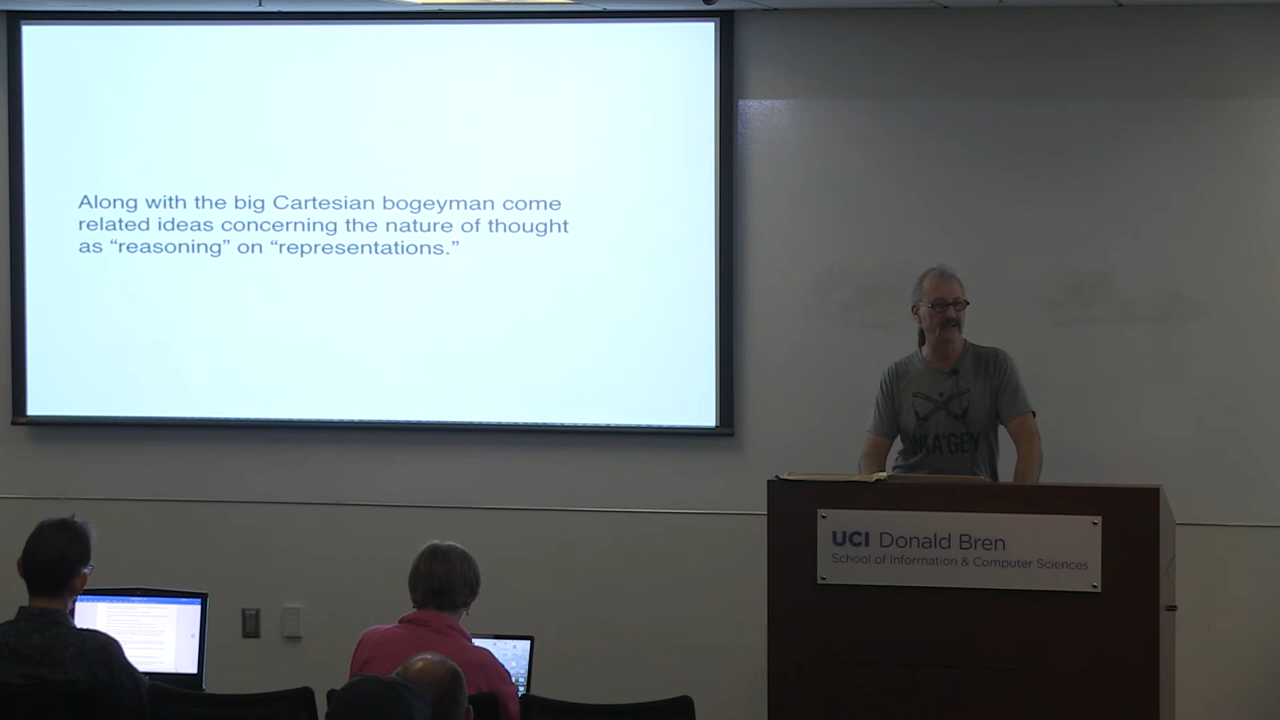 Along with the big Cartesian bogeyman come
related ideas concerning the nature of thought
as “reasoning” on “representations.”
UCI Donald Bren
School of Information & Computer Sciences